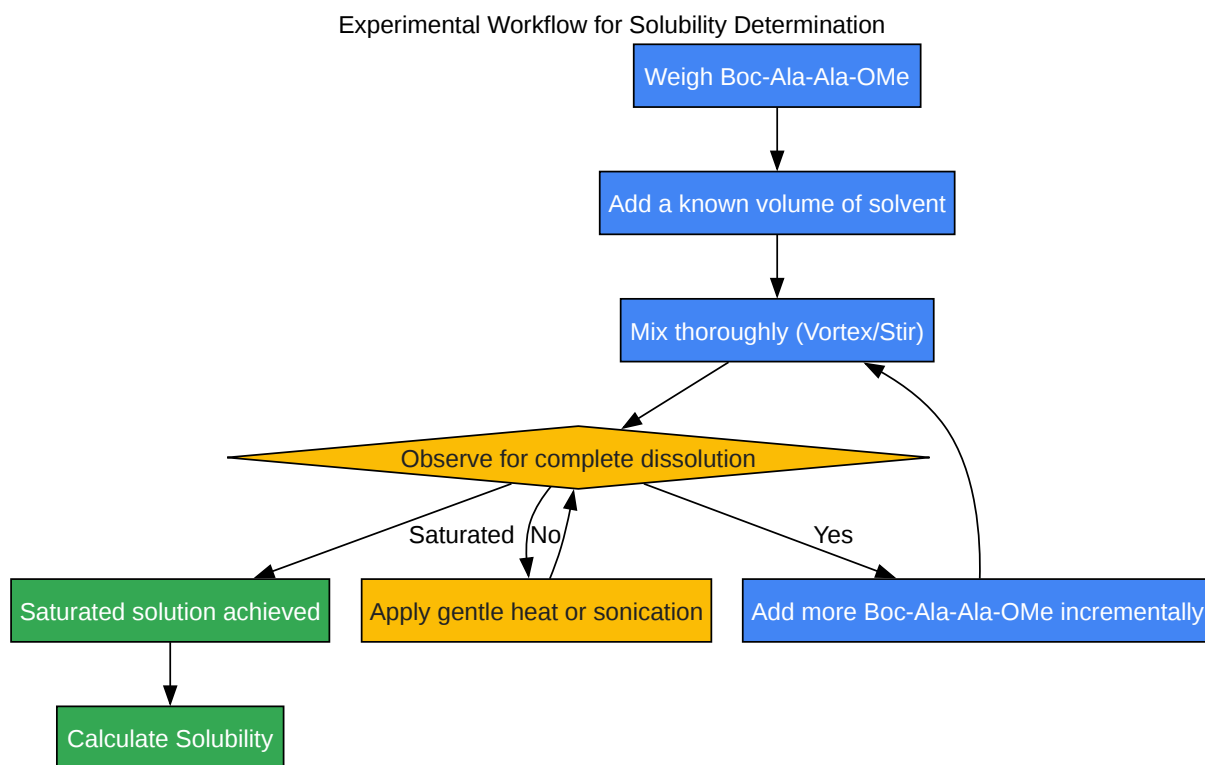 Experimental Workflow for Solubility Determination
Weigh Boc-Ala-Ala-OMe
Add a known volume of solvent
Mix thoroughly (Vortex/Stir)
Observe for complete dissolution
Saturated
No
Yes
Saturated solution achieved
Apply gentle heat or sonication
Add more Boc-Ala-Ala-OMe incrementally
Calculate Solubility